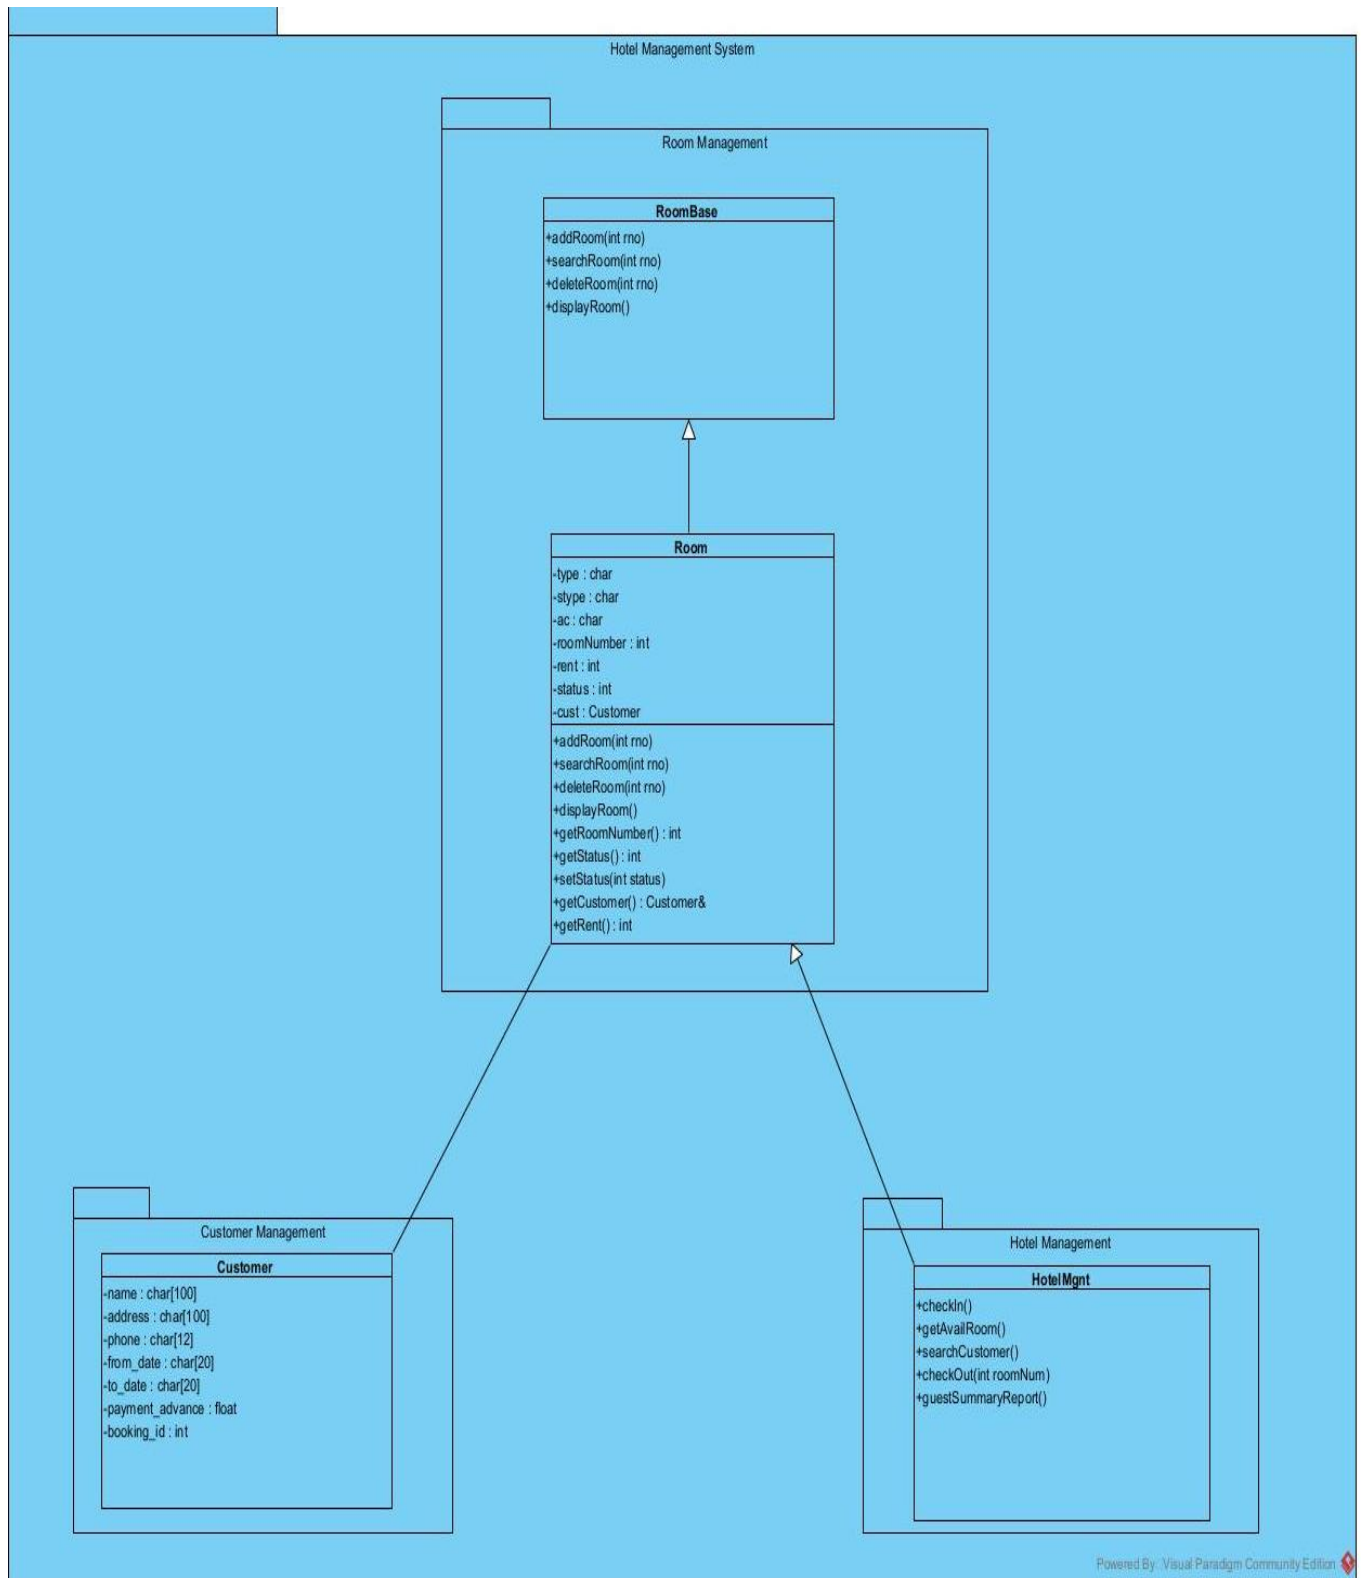 Hotel Management System
Room Management
RoomBase
+addRoom(int rno)
+searchRoom(int rno)
+deleteRoom(int rno)
+displayRoom()
Room
-type : char
-stype : char
-ac : char
-roomNumber : int
-rent : int
-status : int
-cust : Customer
+addRoom(int rno)
+searchRoom(int rno)
+deleteRoom(int rno)
+displayRoom()
+getRoomNumber() : int
+getStatus() : int
+setStatus(int status)
+getCustomer() : Customer&
+getRent() : int
Customer Management
Customer
-name : char[100]
-address : char[100]
-phone : char[12]
-from_date : char[20]
-to_date : char[20]
-payment_advance : float
-booking_id : int
Hotel Management
HotelMgnt
+checkIn()
+getAvailRoom()
+searchCustomer()
+checkOut(int roomNum)
+guestSummaryReport()
Powered By: Visual Paradigm Community Edition